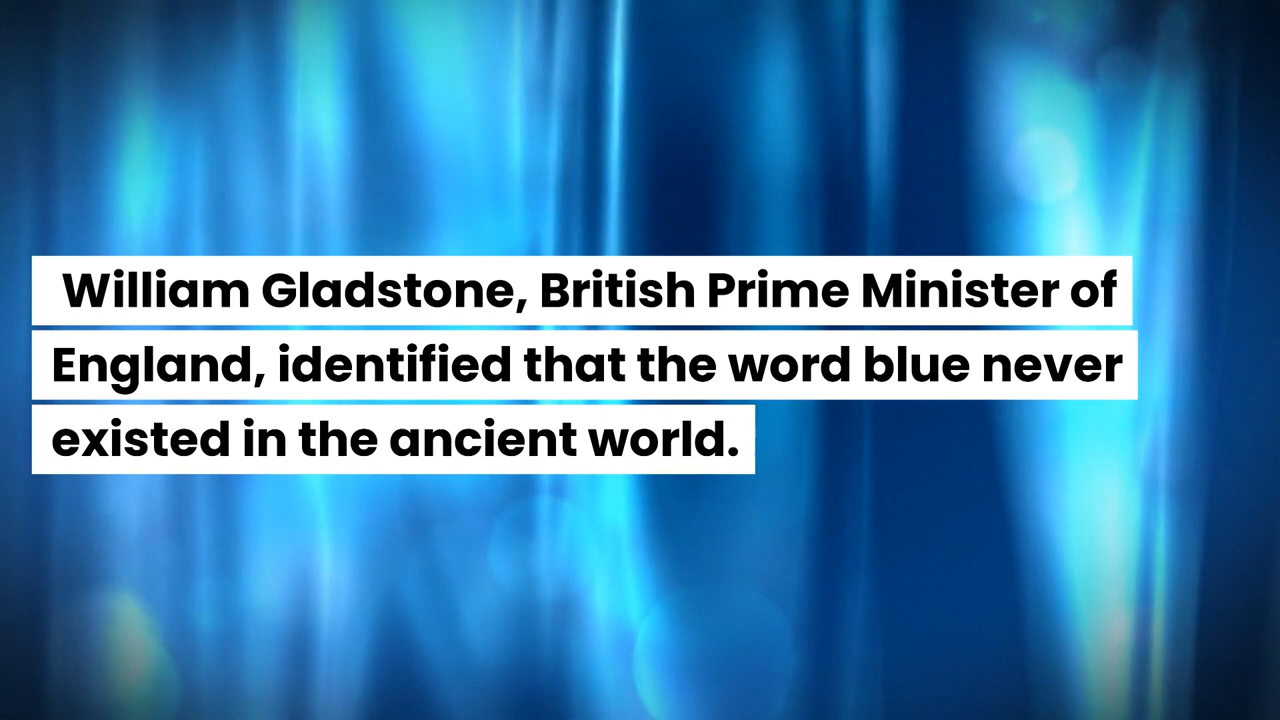 William Gladstone, British Prime Minister of
England, identified that the word blue never
existed in the ancient world.